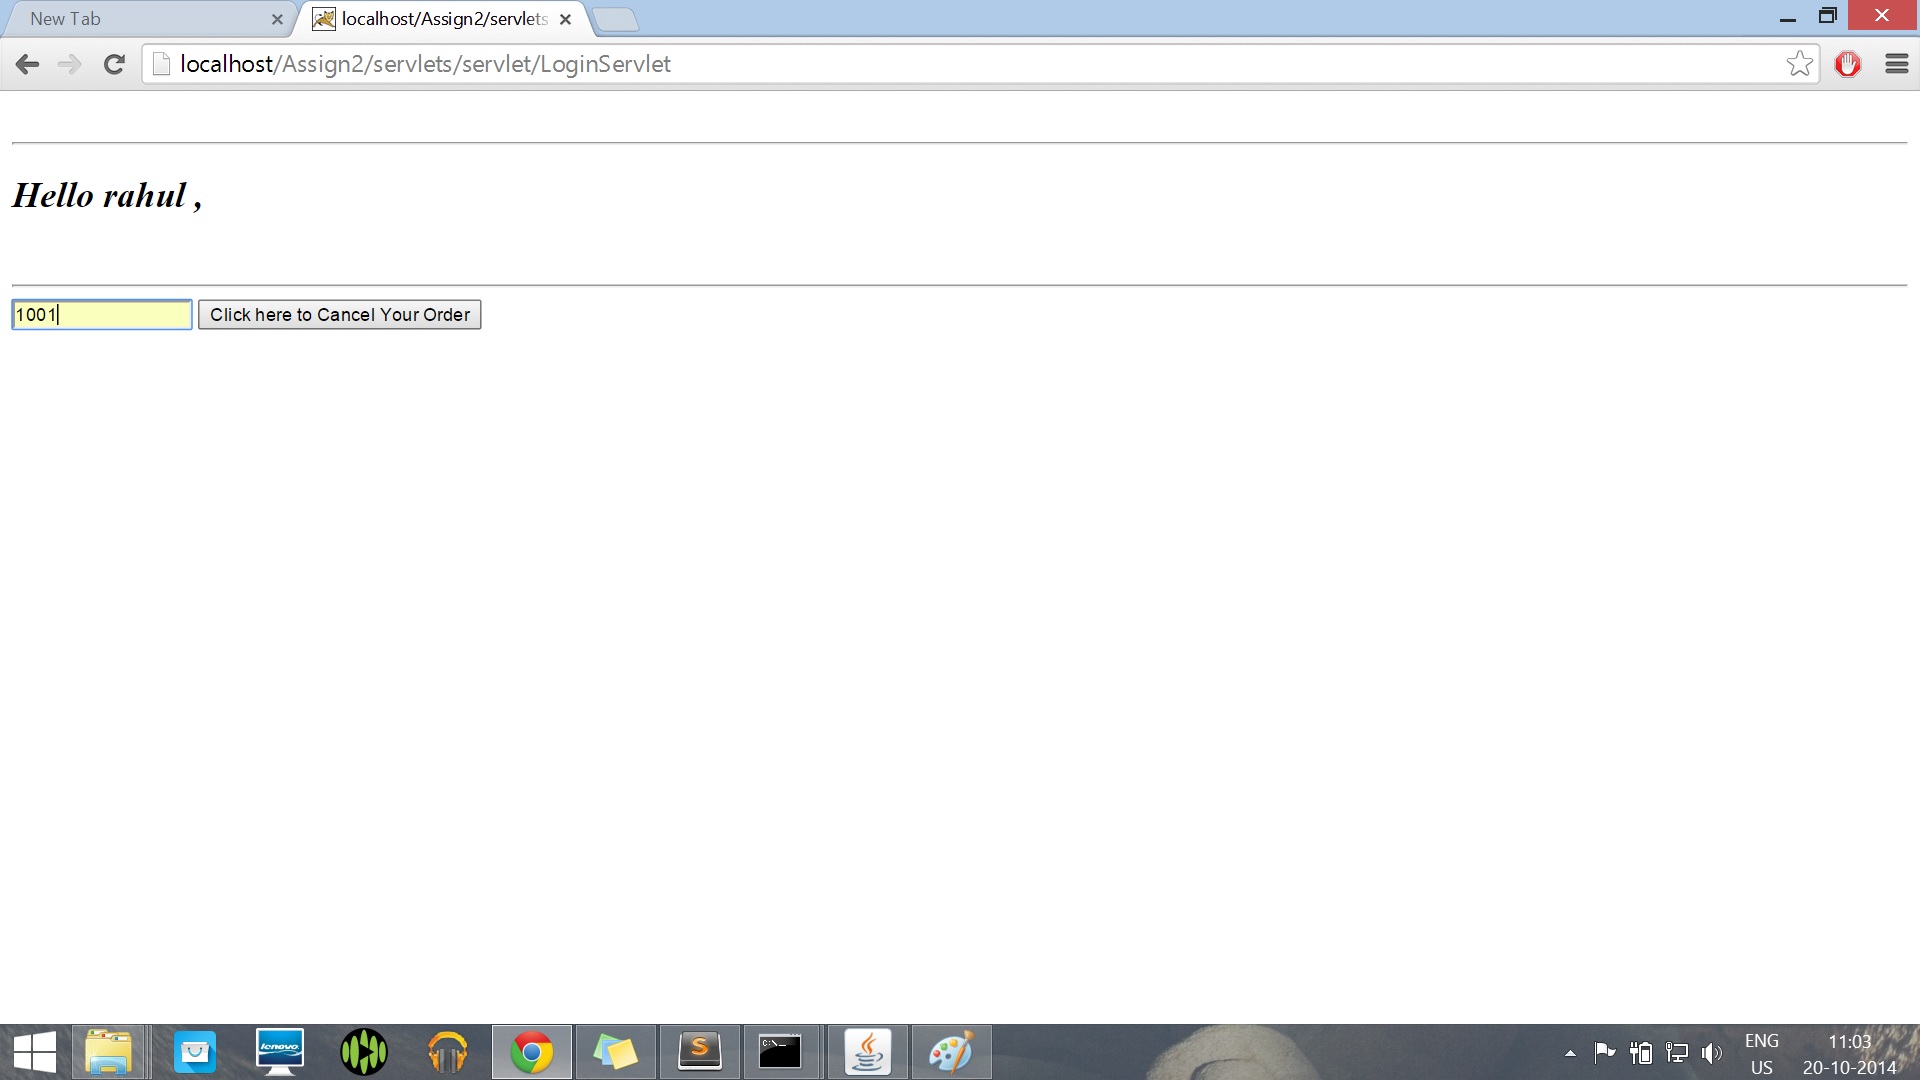 New Tab
localhost/Assign2/servlets
localhost/Assign2/servlets/servlet/LoginServlet
Hello rahul ,
1001
Click here to Cancel Your Order
lenovo
S
C:\_
ENG
US
11:03
20-10-2014